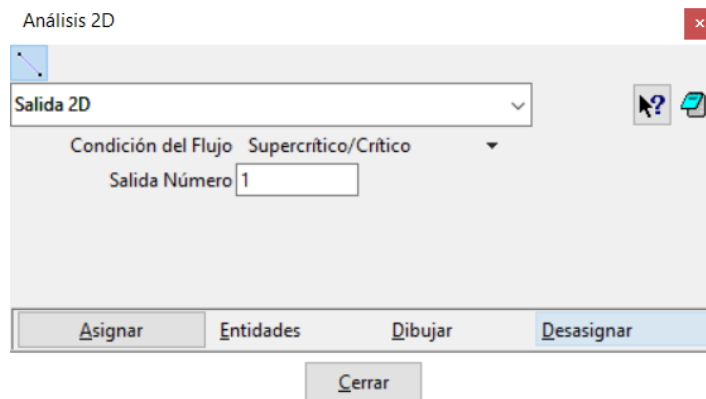 Análisis 2D
Salida 2D
Condición del Flujo Supercrítico/Crítico
Salida Número 1
Asignar Entidades Dibujar Desasignar
Cerrar